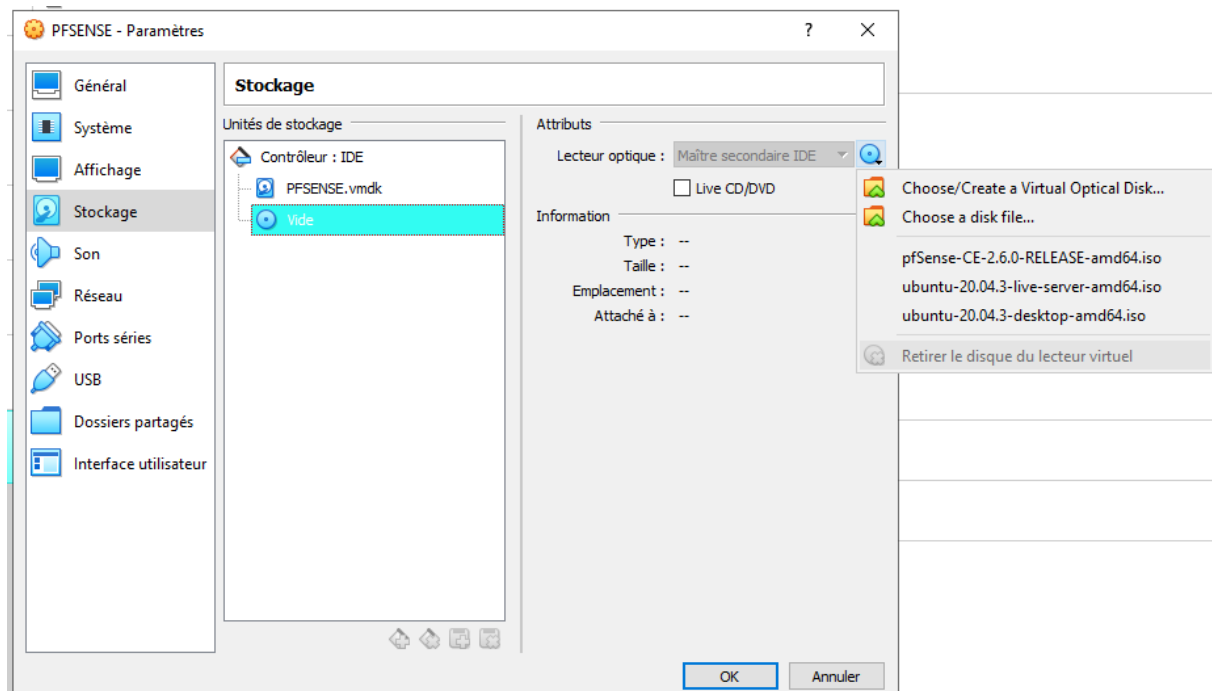 PFSENSE - Paramètres
?
Général
Système
Affichage
Stockage
Son
Réseau
Ports séries
USB
Dossiers partagés
Interface utilisateur
Stockage
Unités de stockage
Contrôleur : IDE
PFSENSE.vmdk
Vide
Attributs
Lecteur optique : Maître secondaire IDE
Live CD/DVD
Information
Type : --
Taille : --
Emplacement : --
Attaché à : --
Choose/Create a Virtual Optical Disk...
Choose a disk file...
pfSense-CE-2.6.0-RELEASE-amd64.iso
ubuntu-20.04.3-live-server-amd64.iso
ubuntu-20.04.3-desktop-amd64.iso
Retirer le disque du lecteur virtuel
OK
Annuler